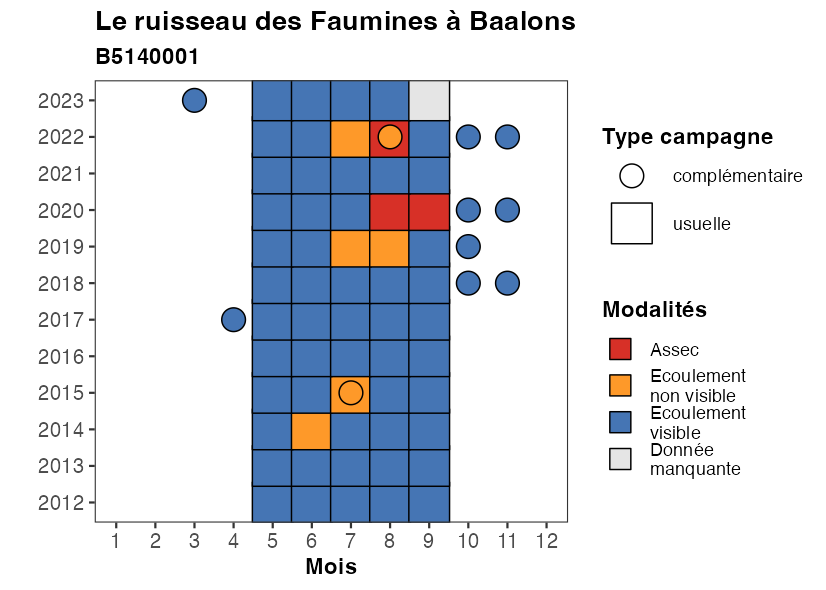 Le ruisseau des Faumines à Baalons
B5140001
2023
2022
2021
2020
2019
2018
2017
2016
2015
2014
2013
2012
1 2 3 4 5 6 7 8 9 10 11 12
Mois
Type campagne
complémentaire
usuelle
Modalités
Assec
Ecoulement
non visible
Ecoulement
visible
Donnée
manquante